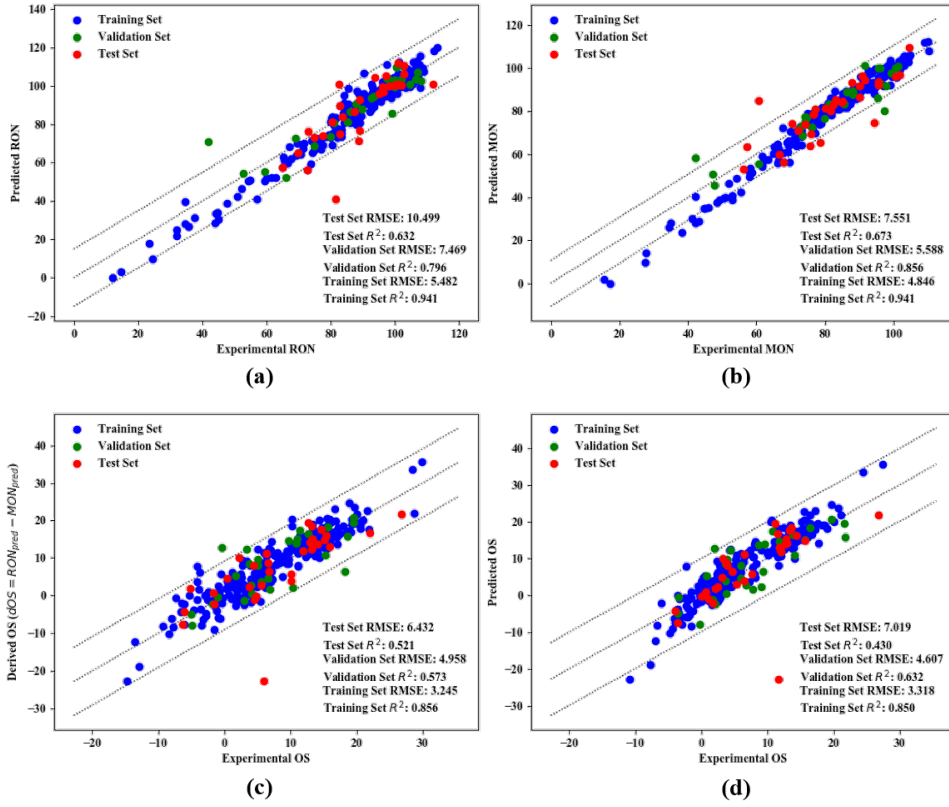 Training Set
Validation Set
Test Set
Predicted RON
140
120
100
80
60
40
20
0
−20
Test Set RMSE: 10.499
Test Set R²: 0.632
Validation Set RMSE: 7.469
Validation Set R²: 0.796
Training Set RMSE: 5.482
Training Set R²: 0.941
0 20 40 60 80 100 120
Experimental RON
(a)
Training Set
Validation Set
Test Set
Predicted MON
120
100
80
60
40
20
0
Test Set RMSE: 7.551
Test Set R²: 0.673
Validation Set RMSE: 5.588
Validation Set R²: 0.856
Training Set RMSE: 4.846
Training Set R²: 0.941
0 20 40 60 80 100
Experimental MON
(b)
Training Set
Validation Set
Test Set
Derived OS (dOS = RONpred − MONpred)
40
30
20
10
0
−10
−20
−30
Test Set RMSE: 6.432
Test Set R²: 0.521
Validation Set RMSE: 4.958
Validation Set R²: 0.573
Training Set RMSE: 3.245
Training Set R²: 0.856
−20 −10 0 10 20 30
Experimental OS
(c)
Training Set
Validation Set
Test Set
Predicted OS
40
30
20
10
0
−10
−20
−30
Test Set RMSE: 7.019
Test Set R²: 0.430
Validation Set RMSE: 4.607
Validation Set R²: 0.632
Training Set RMSE: 3.318
Training Set R²: 0.850
−20 −10 0 10 20 30
Experimental OS
(d)